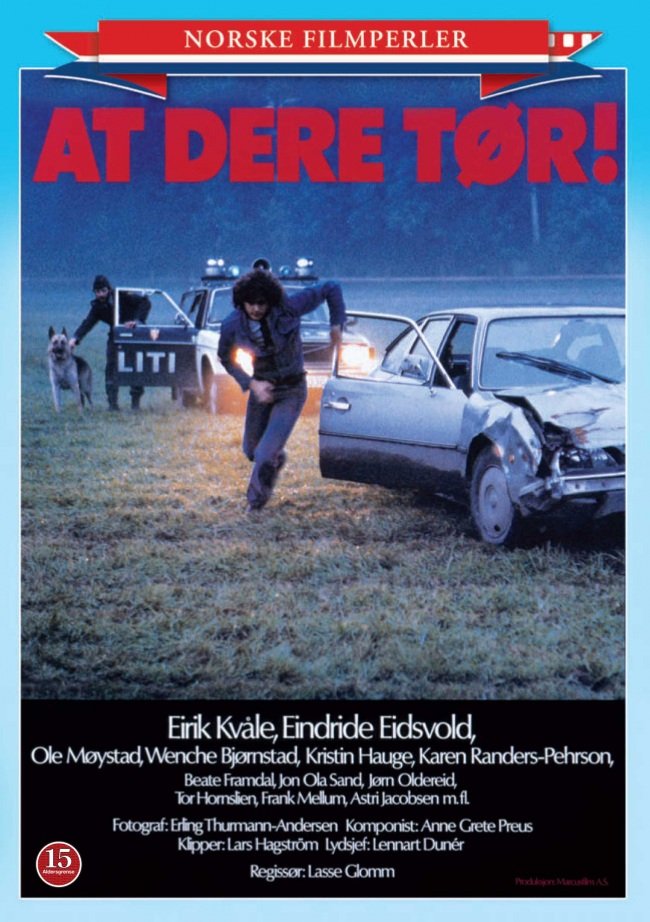 NORSKE FILMPERLER
AT DERE TØR!
LITI
Eirik Kvåle, Eindride Eidsvold,
Ole Møystad, Wenche Bjørnstad, Kristin Hauge, Karen Randers-Pehrson,
Beate Framdal, Jon Ola Sand, Jørn Oldereid,
Tor Hornslien, Frank Mellum, Astri Jacobsen m.fl.
Fotograf: Erling Thurmann-Andersen Komponist: Anne Grete Preus
Klipper: Lars Hagström Lydsjef: Lennart Dunér
Regissør: Lasse Glomm
Produksjon: Marcusfilm A.S.
15
Aldersgrense